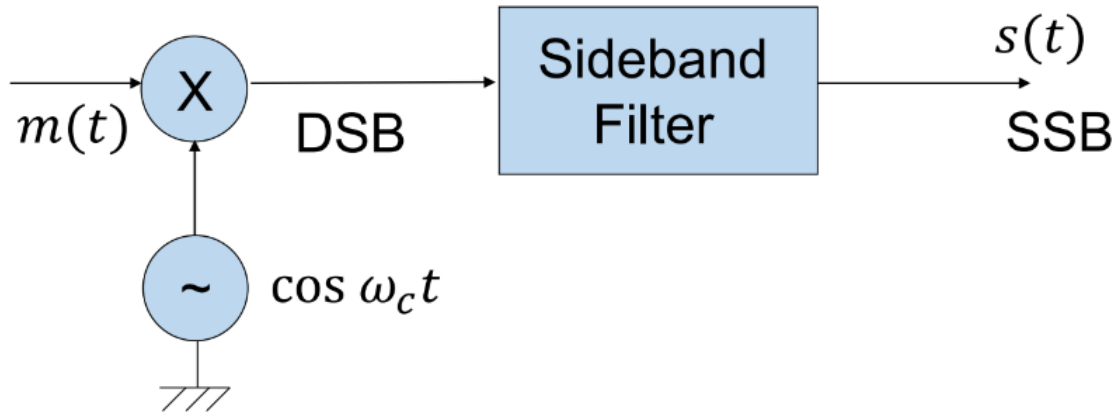 s(t)
Sideband
Filter
X
m(t)
DSB
SSB
~
cos ω_c t